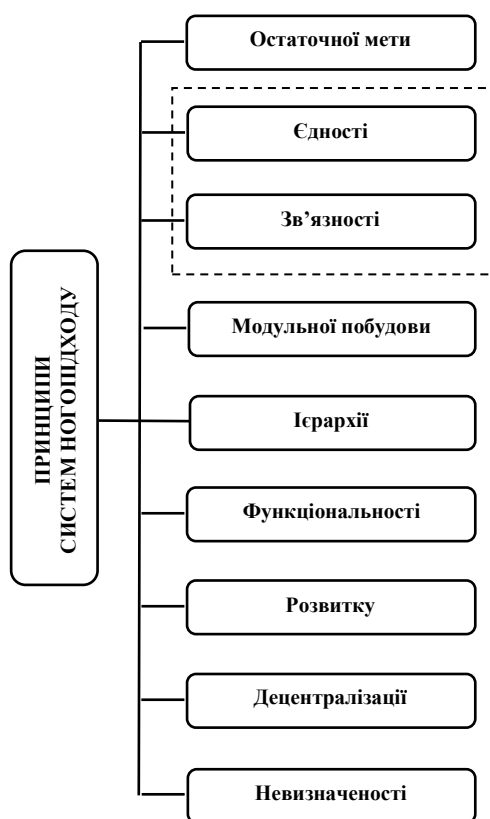 Остаточної мети
Єдності
Зв’язності
Модульної побудови
Ієрархії
Функціональності
Розвитку
Децентралізації
Невизначеності
ПРИНЦИПИ
СИСТЕМ НОГОПІДХОДУ